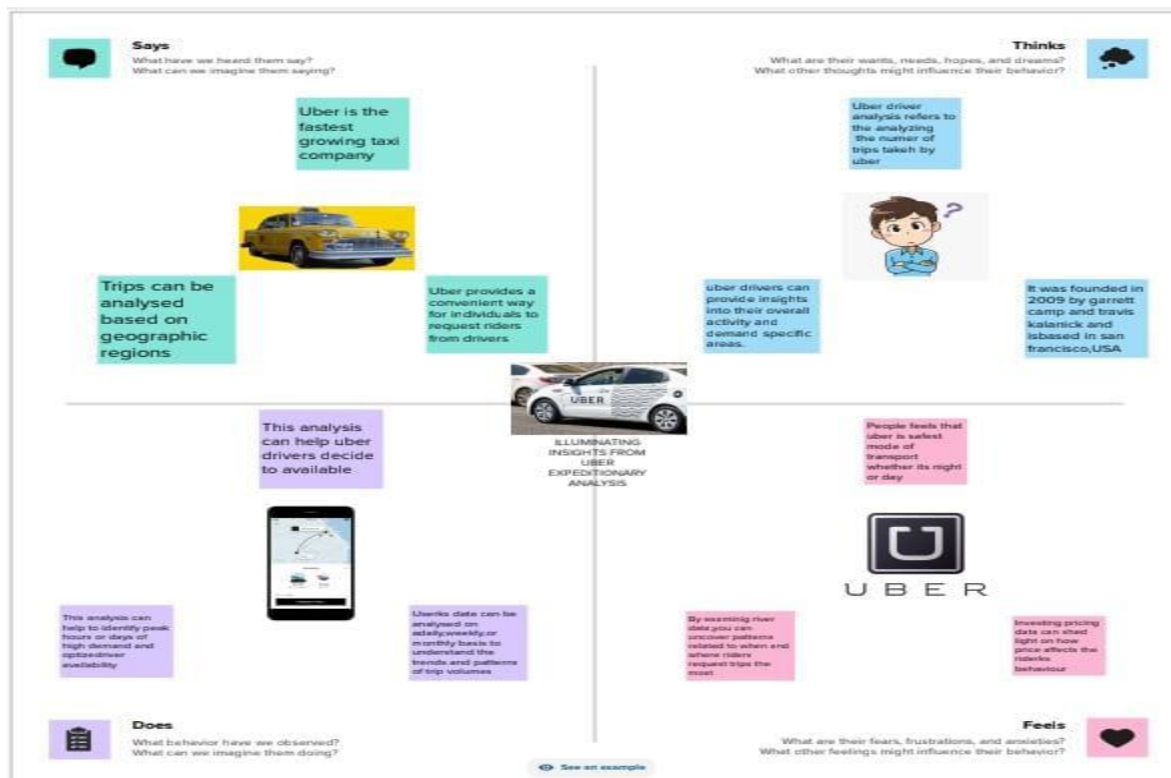 Says
What have we heard them say?
What can we imagine them saying?
Thinks
What are their wants, needs, hopes, and dreams?
What other thoughts might influence their behavior?
Uber is the
fastest
growing taxi
company
Uber driver
analysis refers to
the analyzing
the numer of
trips takeh by
uber
Trips can be
analysed
based on
geographic
regions
Uber provides a
convenient way
for individuals to
request riders
from drivers
uber drivers can
provide insights
into their overall
activity and
demand specific
areas.
It was founded in
2009 by garrett
camp and travis
kalanick and
isbased in san
francisco,USA
UBER
ILLUMINATING
INSIGHTS FROM
UBER
EXPEDITIONARY
ANALYSIS
This analysis
can help uber
drivers decide
to available
People feels that
uber is safest
mode of
transport
whether its night
or day
UBER
This analysis can
help to identify peak
hours or days of
high demand and
optizedriver
availability
data can be
analysed on
adaily,weekly,or
monthly basis to
understand the
trends and patterns
of trip volumes
By examinig river
data,you can
uncover patterns
related to when and
where riders
request trips the
most
Investing pricing
data can shed
light on how
price affects the
behaviour
Does
What behavior have we observed?
What can we imagine them doing?
Feels
What are their fears, frustrations, and anxieties?
What other feelings might influence their behavior?
See an example